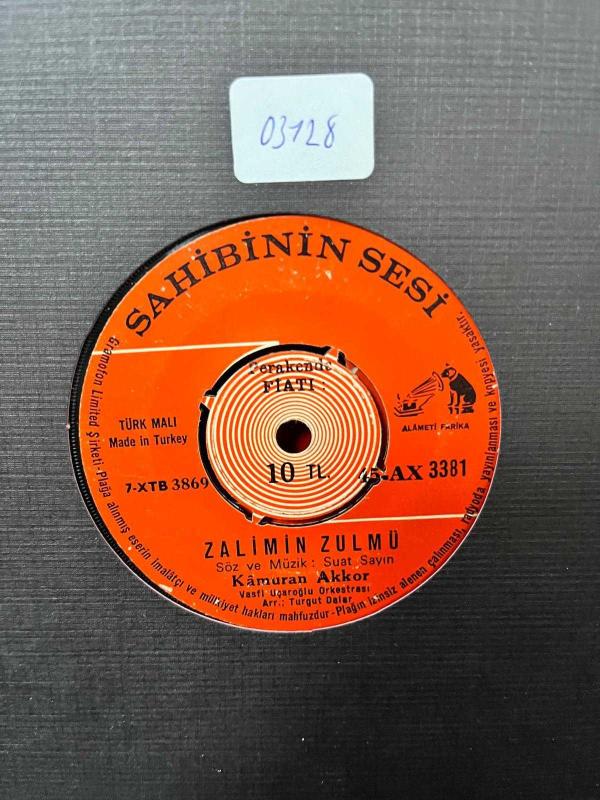 03128
SAHİBİNİN SESİ
Perakende
FİATI:
TÜRK MALI
Made in Turkey
ALÂMETİ FARİKA
7-XTB 3869
10 TL.
45-AX 3381
ZALİMİN ZULMÜ
Söz ve Müzik: Suat Sayın
Kâmuran Akkor
Vasfi Uçaroğlu Orkestrası
Arr.: Turgut Dalar
Gramofon Limited Şirketi-Plağa alınmış eserin imalâtçı ve mülkiyet hakları mahfuzdur-Plağın izinsiz alenen çalınması, radyoda yayınlanması ve kopyesi yasaktır.